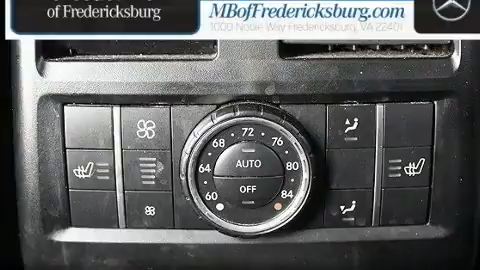 of Fredericksburg
MBofFredericksburg.com
1000 Noble Way Fredericksburg, VA 22401
72
68 76
64 AUTO 80
OFF
60 84